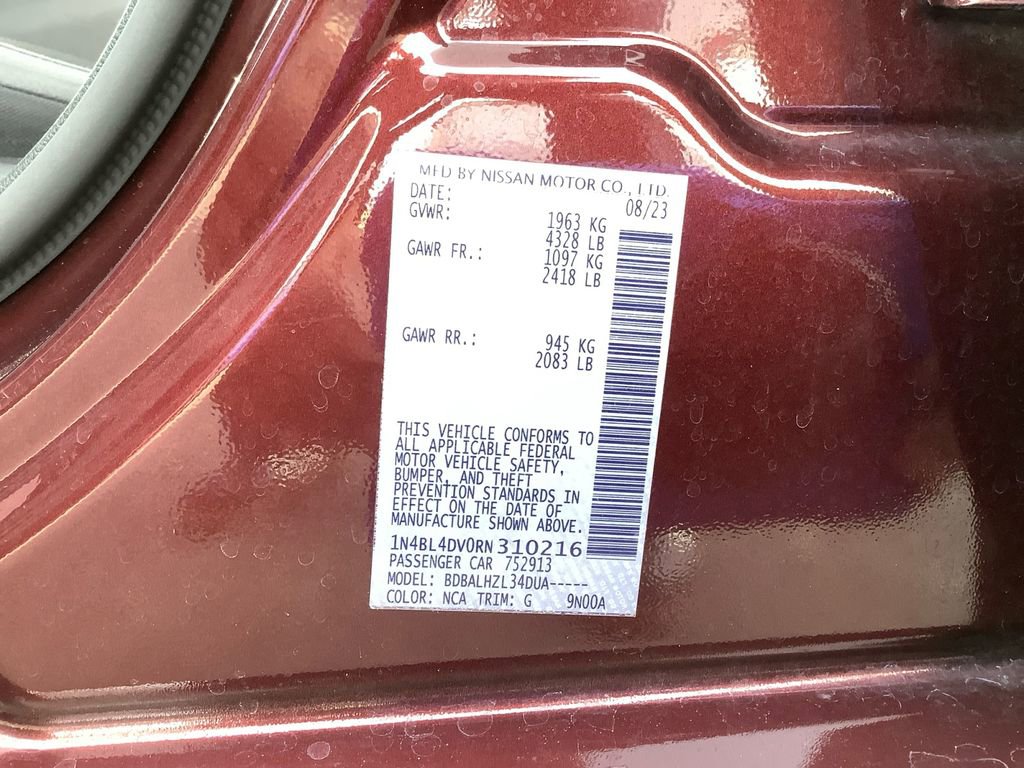 MFD BY NISSAN MOTOR CO., LTD.
DATE: 08/23
GVWR: 1963 KG
4328 LB
GAWR FR.: 1097 KG
2418 LB
GAWR RR.: 945 KG
2083 LB
THIS VEHICLE CONFORMS TO
ALL APPLICABLE FEDERAL
MOTOR VEHICLE SAFETY,
BUMPER, AND THEFT
PREVENTION STANDARDS IN
EFFECT ON THE DATE OF
MANUFACTURE SHOWN ABOVE.
1N4BL4DV0RN310216
PASSENGER CAR 752913
MODEL: BDBALHZL34DUA-----
COLOR: NCA TRIM: G 9N00A